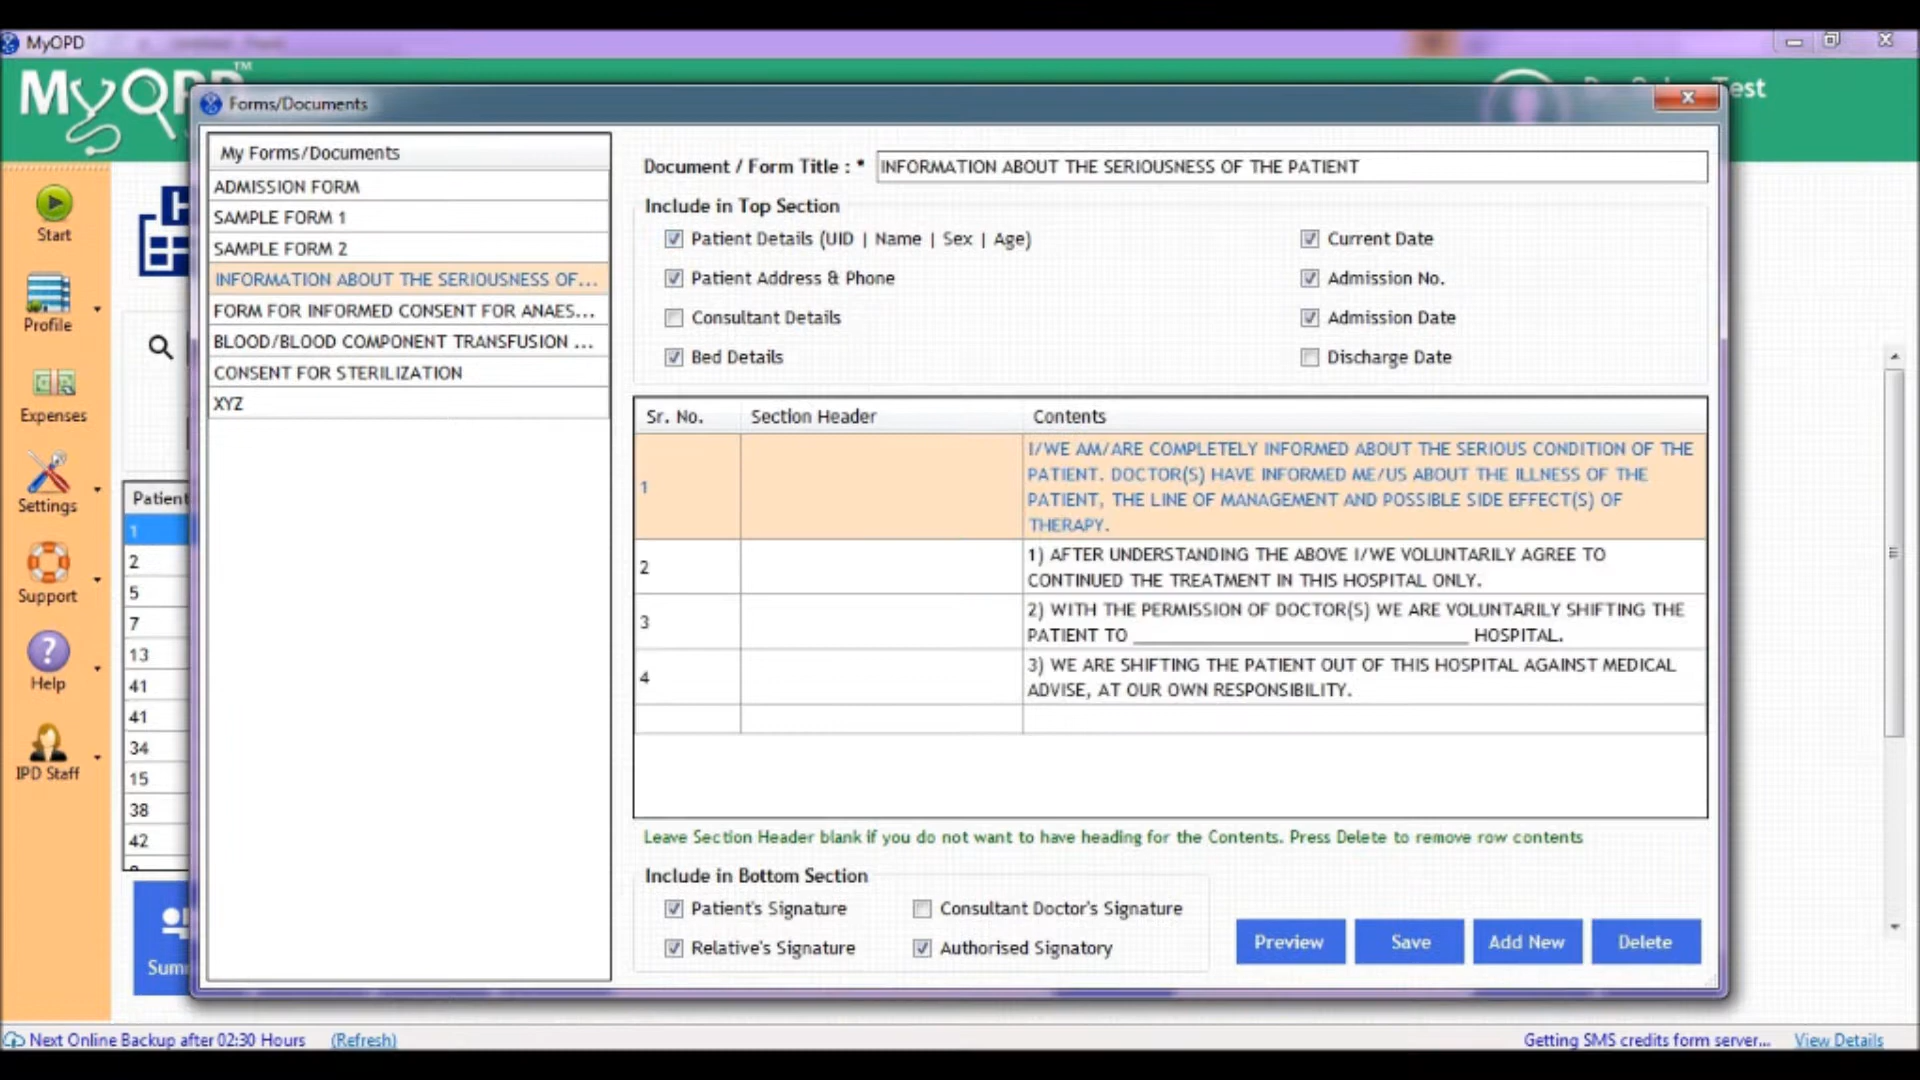 MyOPD
MyOP
TM
Test
Forms/Documents
My Forms/Documents
ADMISSION FORM
SAMPLE FORM 1
SAMPLE FORM 2
INFORMATION ABOUT THE SERIOUSNESS OF...
FORM FOR INFORMED CONSENT FOR ANAES...
BLOOD/BLOOD COMPONENT TRANSFUSION ...
CONSENT FOR STERILIZATION
XYZ
Document / Form Title : * INFORMATION ABOUT THE SERIOUSNESS OF THE PATIENT
Include in Top Section
Patient Details (UID | Name | Sex | Age)
Current Date
Patient Address & Phone
Admission No.
Consultant Details
Admission Date
Bed Details
Discharge Date
Sr. No. Section Header Contents
1 I/WE AM/ARE COMPLETELY INFORMED ABOUT THE SERIOUS CONDITION OF THE
PATIENT. DOCTOR(S) HAVE INFORMED ME/US ABOUT THE ILLNESS OF THE
PATIENT, THE LINE OF MANAGEMENT AND POSSIBLE SIDE EFFECT(S) OF
THERAPY.
2 1) AFTER UNDERSTANDING THE ABOVE I/WE VOLUNTARILY AGREE TO
CONTINUED THE TREATMENT IN THIS HOSPITAL ONLY.
3 2) WITH THE PERMISSION OF DOCTOR(S) WE ARE VOLUNTARILY SHIFTING THE
PATIENT TO ______________________________ HOSPITAL.
4 3) WE ARE SHIFTING THE PATIENT OUT OF THIS HOSPITAL AGAINST MEDICAL
ADVISE, AT OUR OWN RESPONSIBILITY.
Leave Section Header blank if you do not want to have heading for the Contents. Press Delete to remove row contents
Include in Bottom Section
Patient's Signature
Consultant Doctor's Signature
Relative's Signature
Authorised Signatory
Preview
Save
Add New
Delete
Start
Profile
Expenses
Settings
Support
Help
IPD Staff
H
Patient
1
2
5
7
13
41
41
34
15
38
42
Summ
Next Online Backup after 02:30 Hours (Refresh)
Getting SMS credits form server... View Details